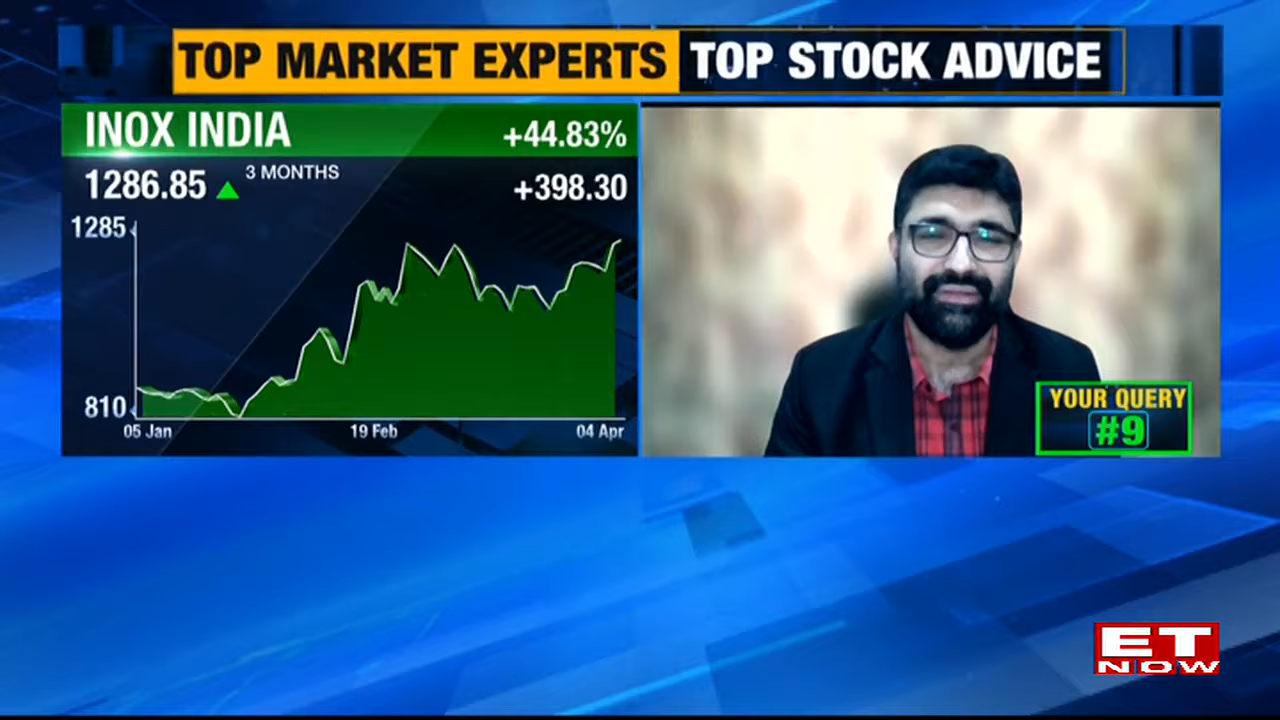 TOP MARKET EXPERTS TOP STOCK ADVICE
INOX INDIA +44.83%
1286.85 ▲ 3 MONTHS +398.30
1285
810
05 Jan 19 Feb 04 Apr
YOUR QUERY
#9
ET
NOW